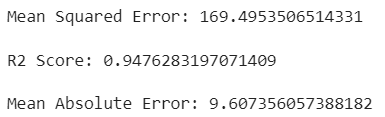 Mean Squared Error: 169.4953506514331
R2 Score: 0.9476283197071409
Mean Absolute Error: 9.607356057388182